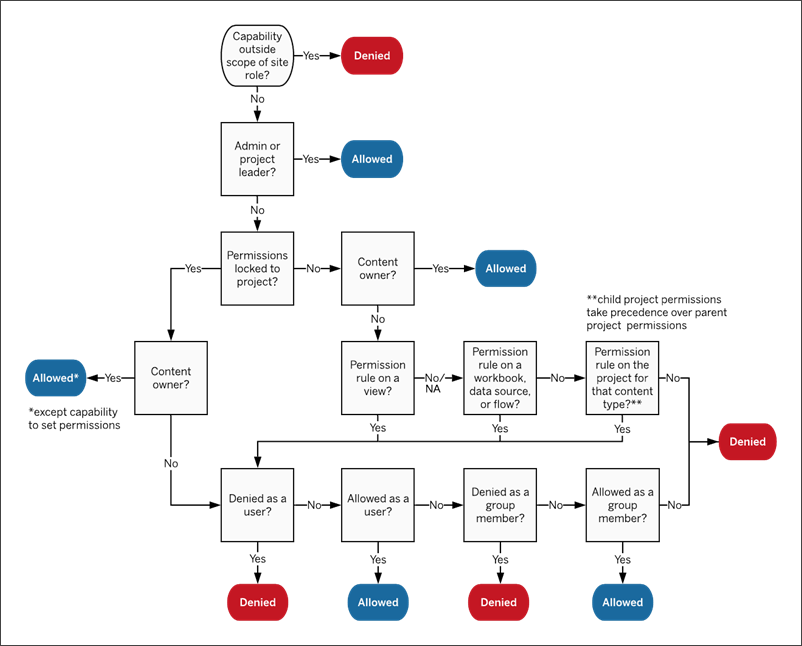 Capability
outside
scope of site
role?
Yes
Denied
No
Admin or
project
leader?
Yes
Allowed
No
Permissions
locked to
project?
Yes
No
Content
owner?
Yes
Allowed
No
**child project permissions
take precedence over parent
project permissions
Allowed*
Yes
Content
owner?
*except capability
to set permissions
No
Permission
rule on a
view?
No/
NA
Yes
Permission
rule on a
workbook,
data source,
or flow?
No
Yes
Permission
rule on the
project for
that content
type?**
No
Yes
Denied
Denied as a
user?
No
Yes
Denied
Allowed as a
user?
No
Yes
Allowed
Denied as a
group
member?
No
Yes
Denied
Allowed as a
group
member?
No
Yes
Allowed